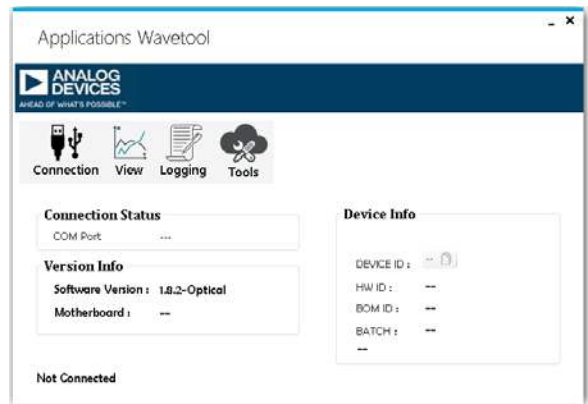 Applications Wavetool
ANALOG
DEVICES
AHEAD OF WHAT'S POSSIBLE™
Connection View Logging Tools
Connection Status
COM Port ---
Version Info
Software Version : 1.8.2-Optical
Motherboard : --
Device Info
DEVICE ID : --
HW ID : --
BOM ID : --
BATCH : --
--
Not Connected